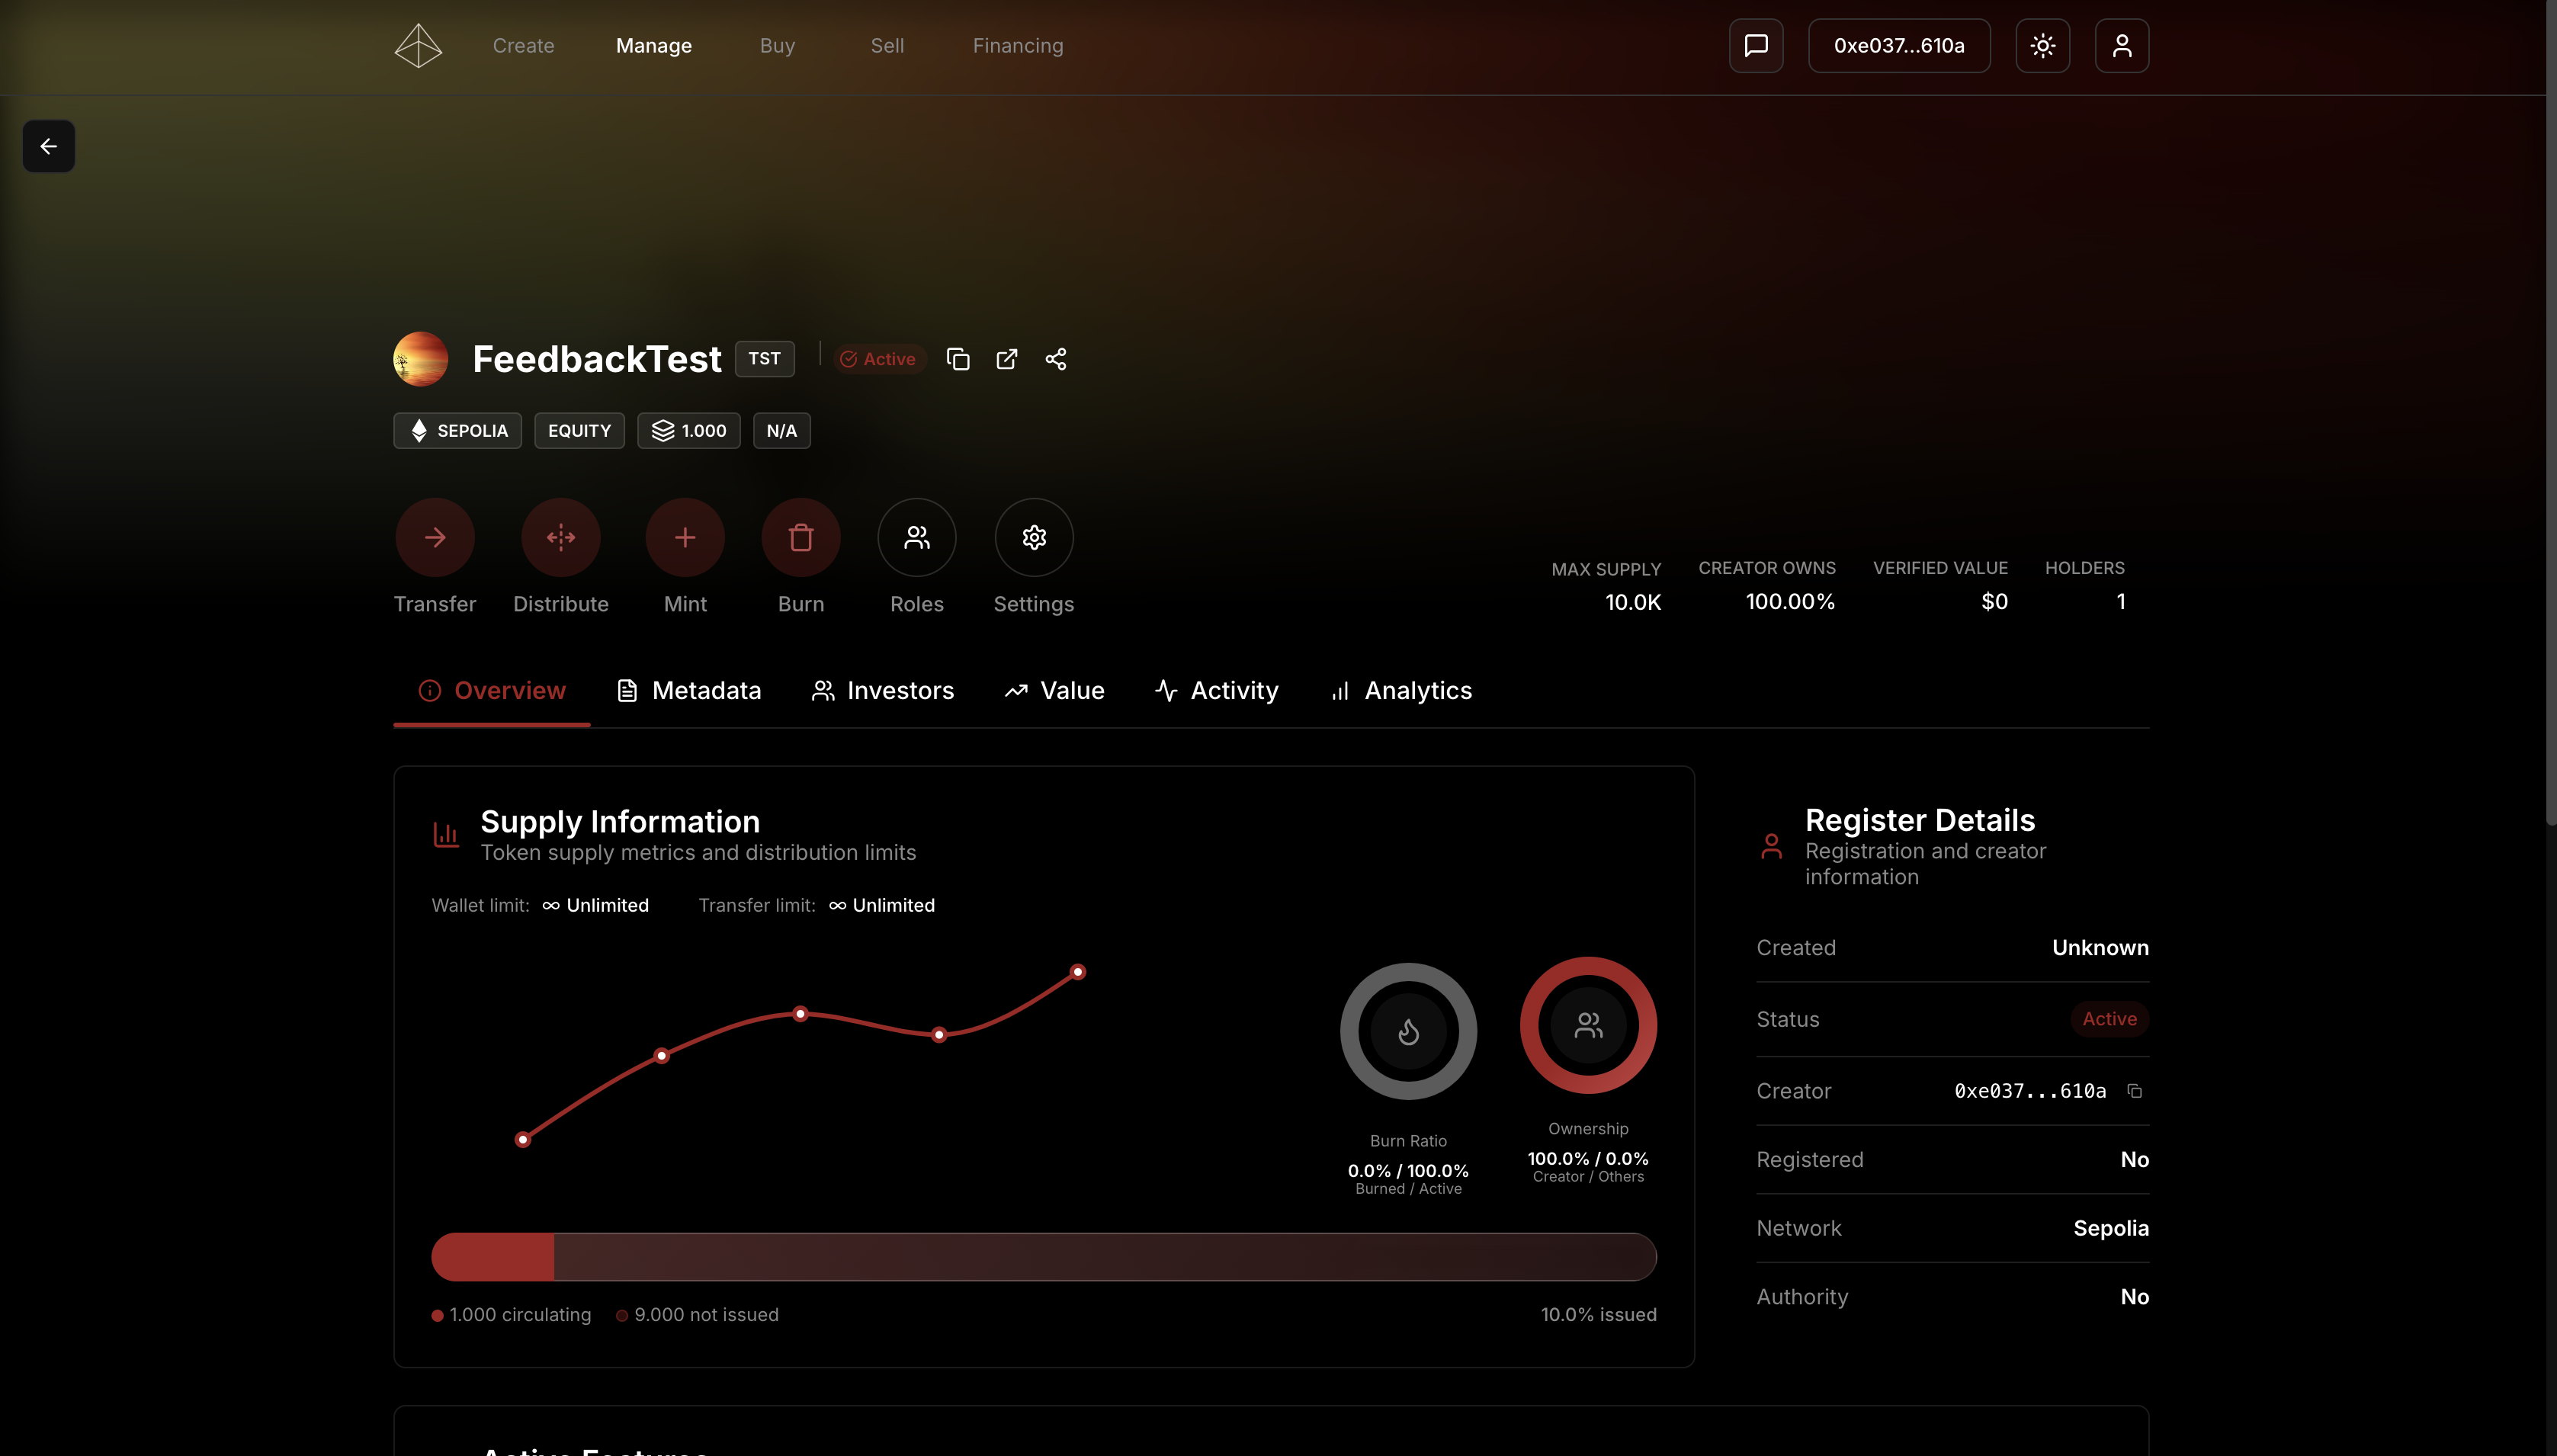 Create Manage Buy Sell Financing 0xe037...610a
FeedbackTest TST Active
SEPOLIA EQUITY 1.000 N/A
Transfer Distribute Mint Burn Roles Settings
MAX SUPPLY CREATOR OWNS VERIFIED VALUE HOLDERS
10.0K 100.00% $0 1
Overview Metadata Investors Value Activity Analytics
Supply Information
Token supply metrics and distribution limits
Wallet limit: ∞ Unlimited Transfer limit: ∞ Unlimited
Burn Ratio
0.0% / 100.0%
Burned / Active
Ownership
100.0% / 0.0%
Creator / Others
1.000 circulating 9.000 not issued 10.0% issued
Register Details
Registration and creator
information
Created Unknown
Status Active
Creator 0xe037...610a
Registered No
Network Sepolia
Authority No
Active Features